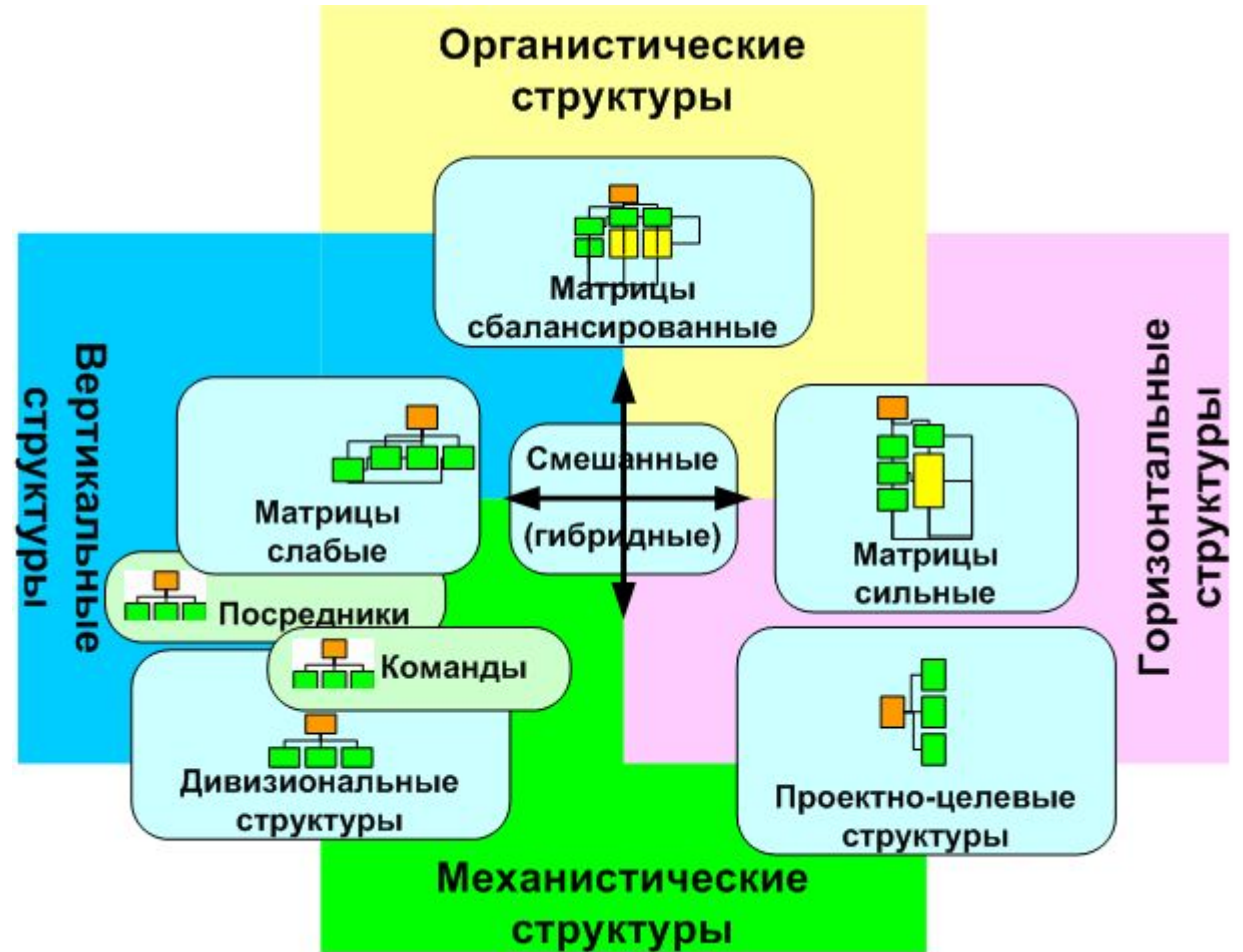 Органистические
структуры
Матрицы
сбалансированные
Вертикальные
структуры
Горизонтальные
структуры
Смешанные
(гибридные)
Матрицы
слабые
Матрицы
сильные
Посредники
Команды
Дивизиональные
структуры
Проектно-целевые
структуры
Механистические
структуры